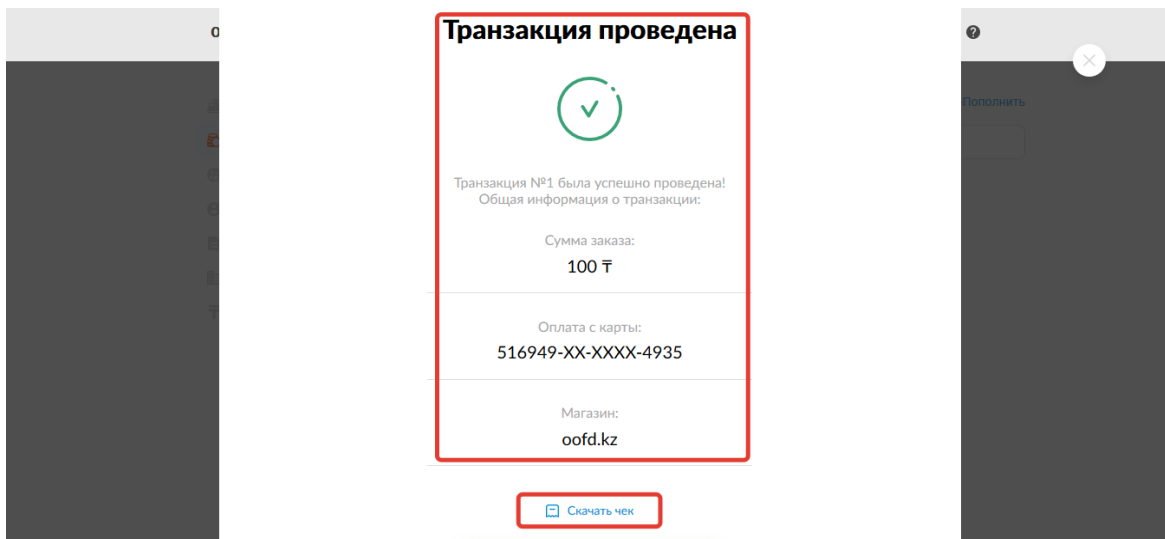 Транзакция проведена
Пополнить
Транзакция №1 была успешно проведена!
Общая информация о транзакции:
Сумма заказа:
100 ₸
Оплата с карты:
516949-XX-XXXX-4935
Магазин:
oofd.kz
Скачать чек